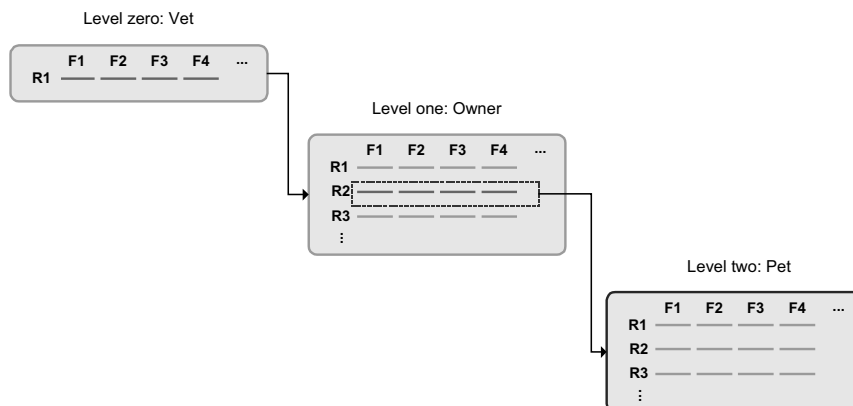 Level zero: Vet
F1 F2 F3 F4 ...
R1
Level one: Owner
F1 F2 F3 F4 ...
R1
R2
R3
⋮
Level two: Pet
F1 F2 F3 F4 ...
R1
R2
R3
⋮